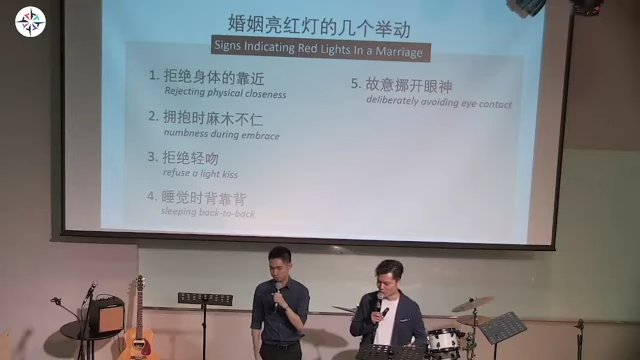 婚姻亮红灯的几个举动
Signs Indicating Red Lights In a Marriage
1. 拒绝身体的靠近
Rejecting physical closeness
2. 拥抱时麻木不仁
numbness during embrace
3. 拒绝轻吻
refuse a light kiss
4. 睡觉时背靠背
sleeping back-to-back
5. 故意挪开眼神
deliberately avoiding eye contact